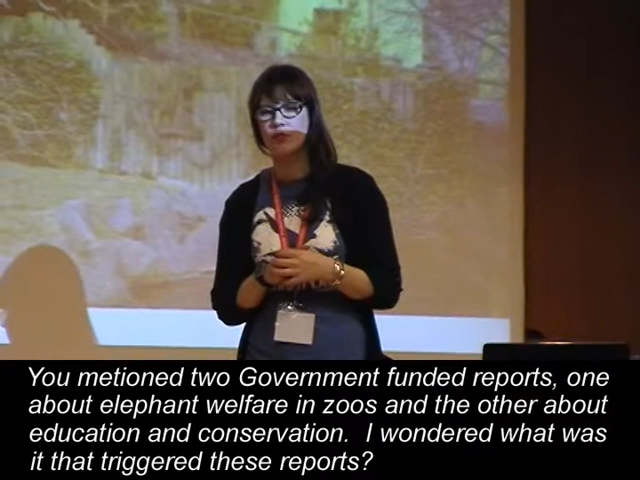 You metioned two Government funded reports, one
about elephant welfare in zoos and the other about
education and conservation.  I wondered what was
it that triggered these reports?